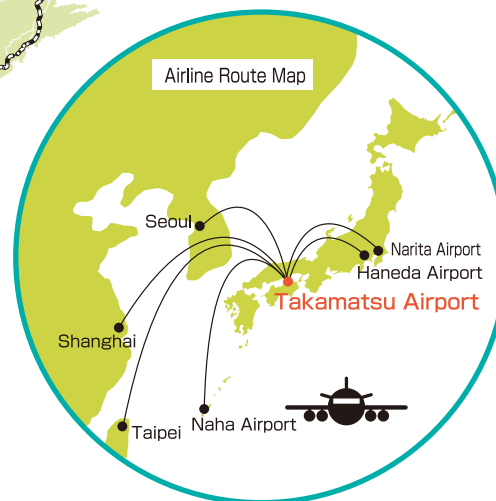 Airline Route Map
Seoul
Narita Airport
Haneda Airport
Takamatsu Airport
Shanghai
Taipei
Naha Airport